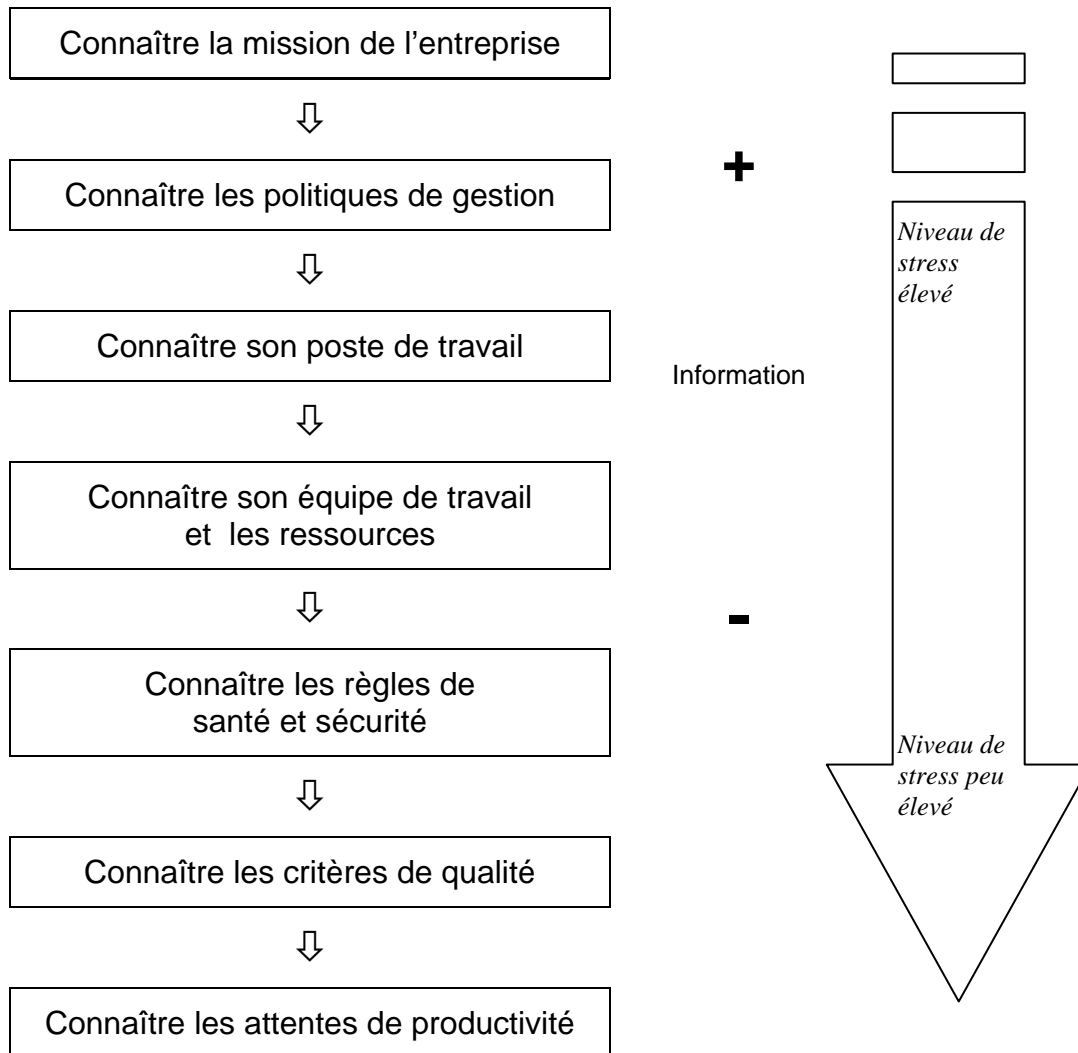 Connaître la mission de l'entreprise
⇩
Connaître les politiques de gestion
⇩
Connaître son poste de travail
⇩
Connaître son équipe de travail
et les ressources
⇩
Connaître les règles de
santé et sécurité
⇩
Connaître les critères de qualité
⇩
Connaître les attentes de productivité
+
Information
-
Niveau de
stress
élevé
Niveau de
stress peu
élevé